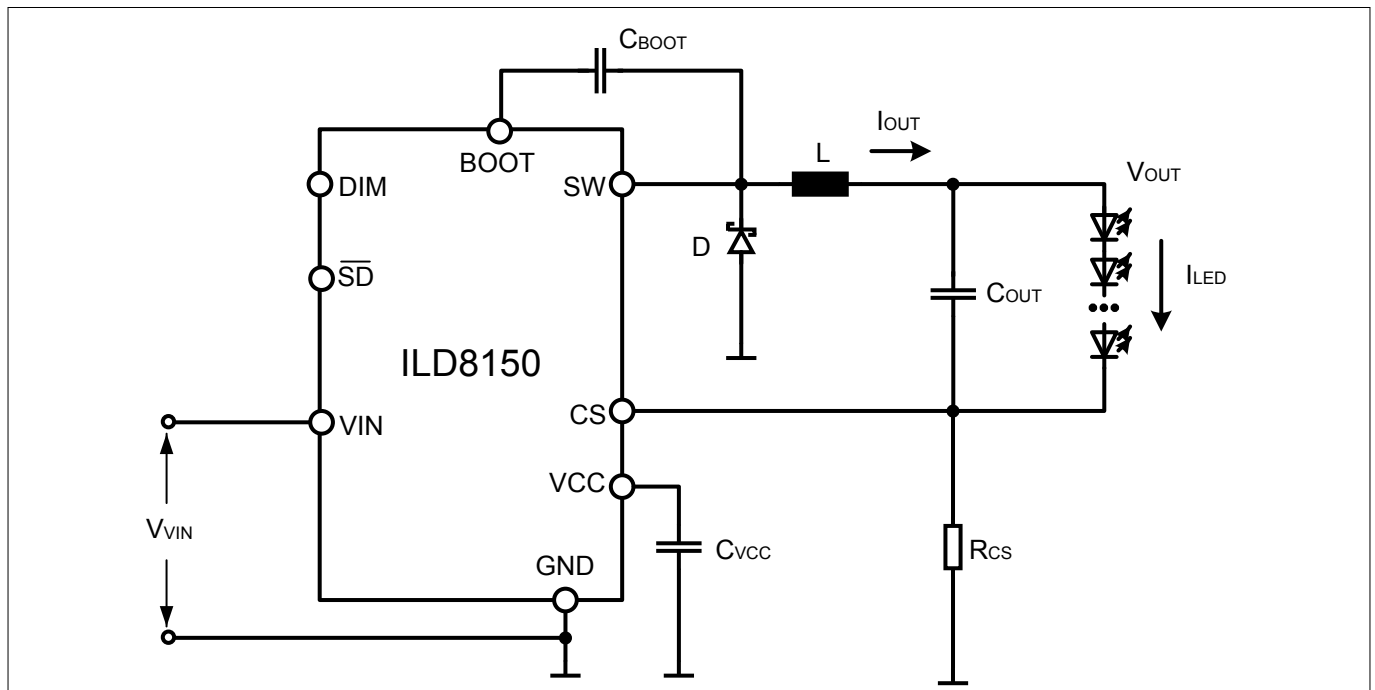 CBOOT
IOUT
BOOT
L
VOUT
DIM
SW
D
SD
COUT
ILED
ILD8150
CS
VIN
VCC
VVIN
CVCC
RCS
GND